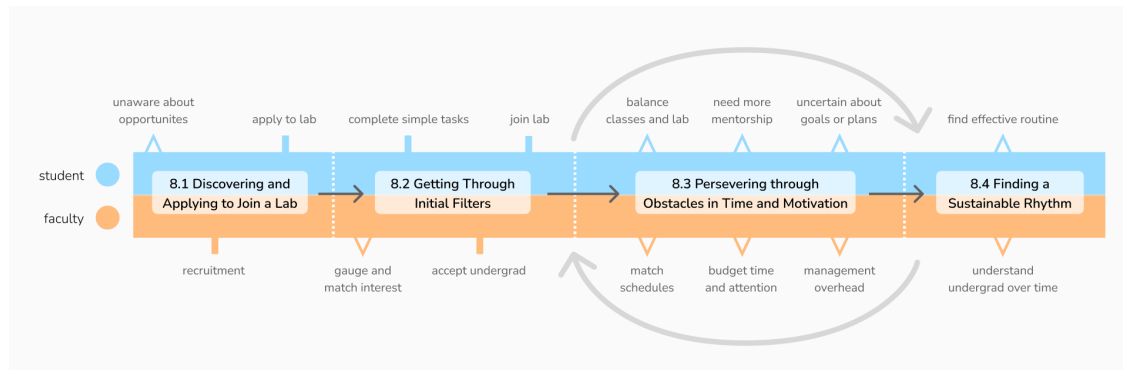 unaware about
opportunites
apply to lab
complete simple tasks
join lab
balance
classes and lab
need more
mentorship
uncertain about
goals or plans
find effective routine
student
faculty
8.1 Discovering and
Applying to Join a Lab
8.2 Getting Through
Initial Filters
8.3 Persevering through
Obstacles in Time and Motivation
8.4 Finding a
Sustainable Rhythm
recruitment
gauge and
match interest
accept undergrad
match
schedules
budget time
and attention
management
overhead
understand
undergrad over time